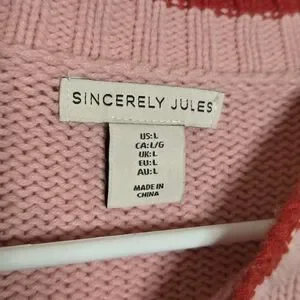 SINCERELY JULES
US:L
CA:L/G
UK:L
EU:L
AU:L
MADE IN
CHINA